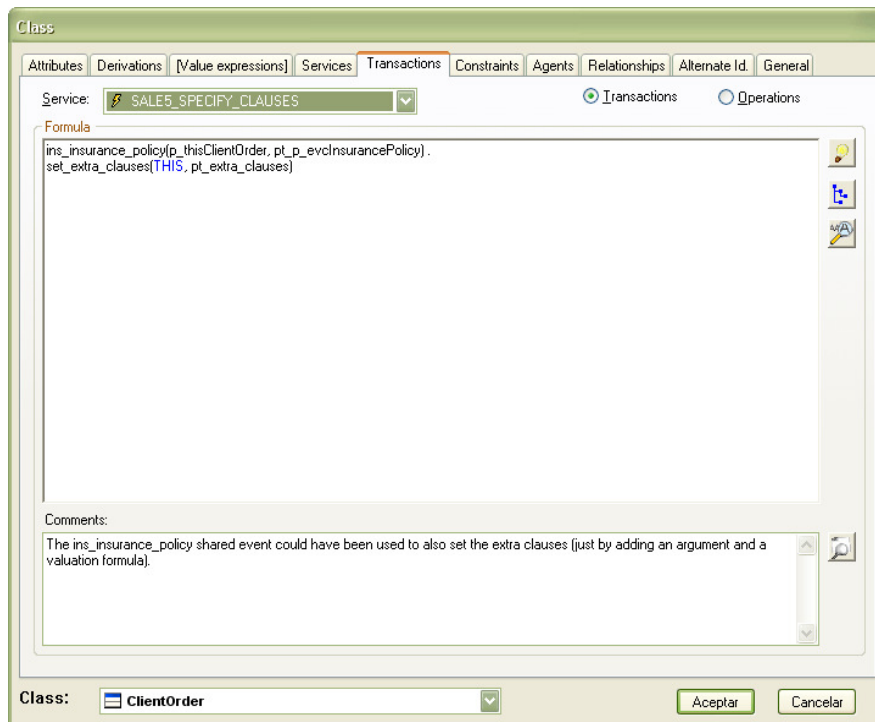 Class
Attributes Derivations [Value expressions] Services Transactions Constraints Agents Relationships Alternate Id. General
Service: SALE5_SPECIFY_CLAUSES Transactions Operations
Formula
ins_insurance_policy(p_thisClientOrder, pt_p_evcInsurancePolicy) .
set_extra_clauses(THIS, pt_extra_clauses)
Comments:
The ins_insurance_policy shared event could have been used to also set the extra clauses (just by adding an argument and a
valuation formula).
Class: ClientOrder Aceptar Cancelar